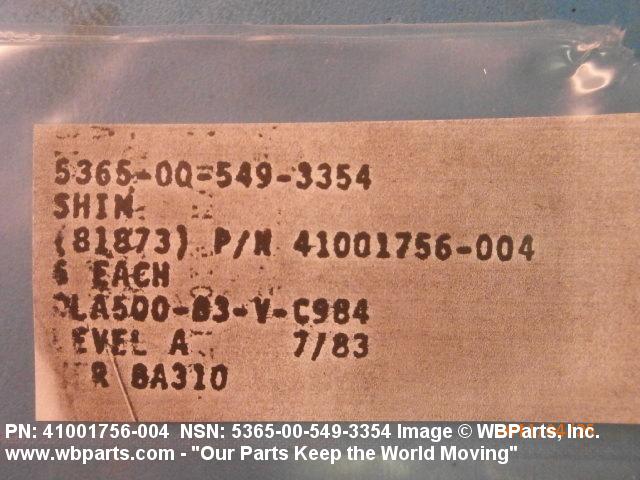 5365-00-549-3354
SHIM
(81873) P/N 41001756-004
6 EACH
DLA500-83-V-C984
LEVEL A 7/83
8A310
PN: 41001756-004 NSN: 5365-00-549-3354 Image © WBParts, Inc.
www.wbparts.com - "Our Parts Keep the World Moving"